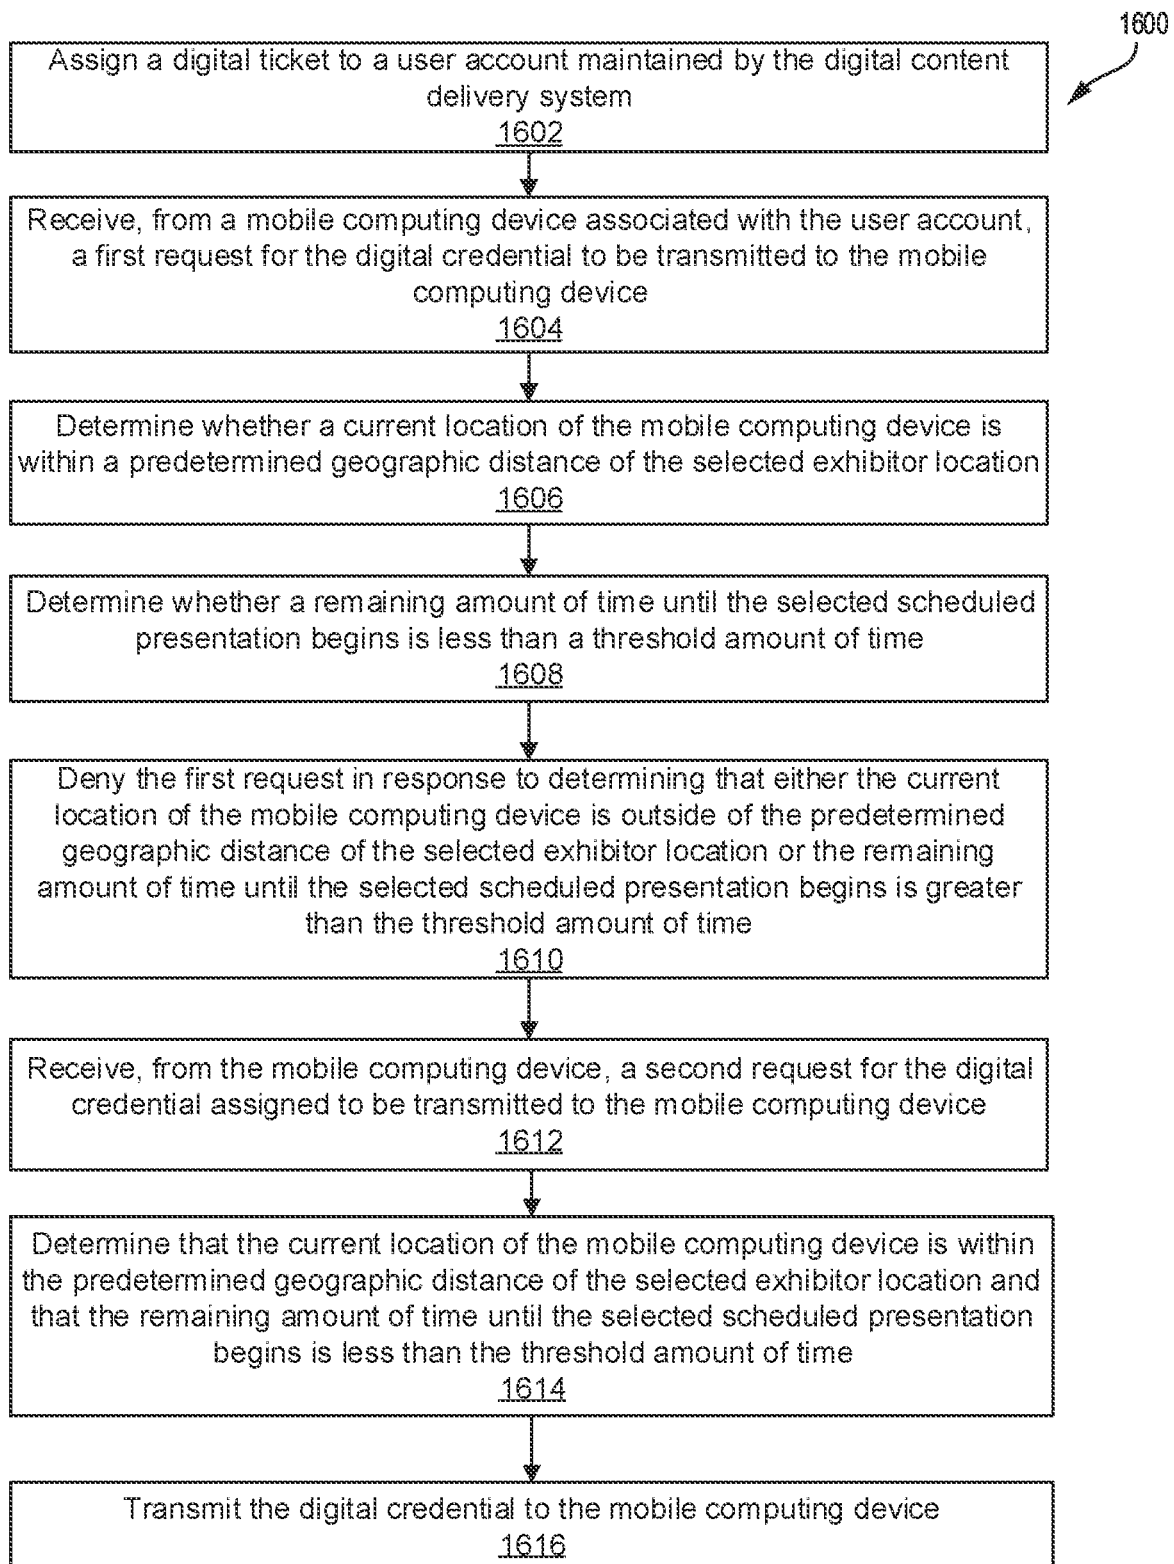 1600
Assign a digital ticket to a user account maintained by the digital content
delivery system
1602
Receive, from a mobile computing device associated with the user account,
a first request for the digital credential to be transmitted to the mobile
computing device
1604
Determine whether a current location of the mobile computing device is
within a predetermined geographic distance of the selected exhibitor location
1606
Determine whether a remaining amount of time until the selected scheduled
presentation begins is less than a threshold amount of time
1608
Deny the first request in response to determining that either the current
location of the mobile computing device is outside of the predetermined
geographic distance of the selected exhibitor location or the remaining
amount of time until the selected scheduled presentation begins is greater
than the threshold amount of time
1610
Receive, from the mobile computing device, a second request for the digital
credential assigned to be transmitted to the mobile computing device
1612
Determine that the current location of the mobile computing device is within
the predetermined geographic distance of the selected exhibitor location and
that the remaining amount of time until the selected scheduled presentation
begins is less than the threshold amount of time
1614
Transmit the digital credential to the mobile computing device
1616